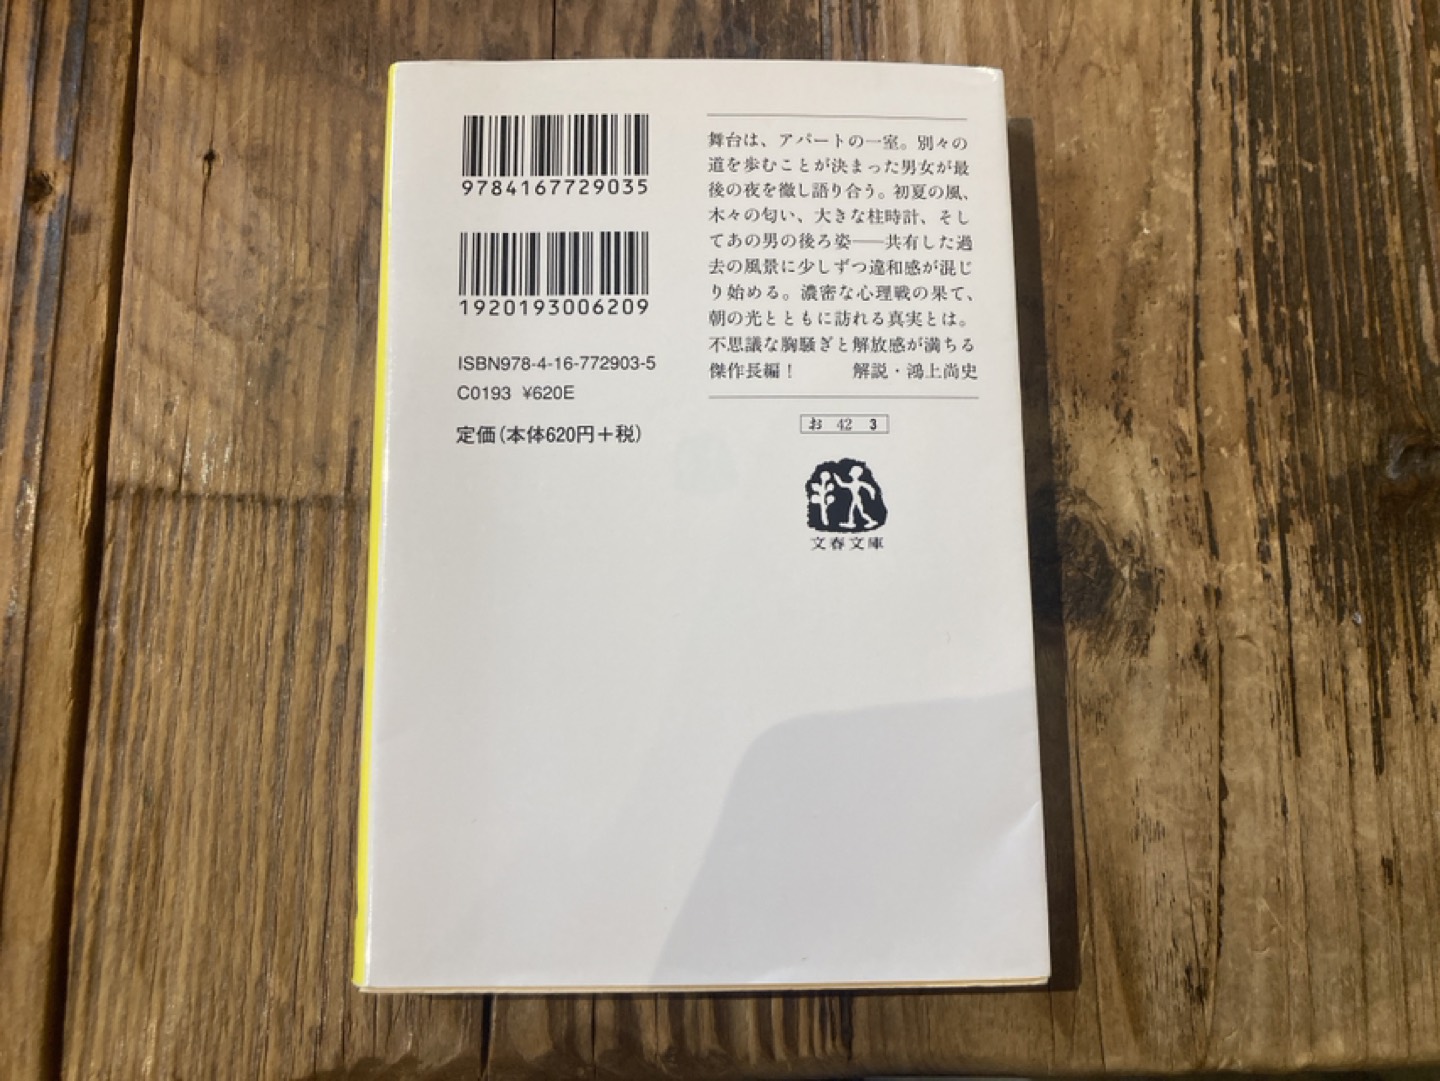 9784167729035
1920193006209
ISBN978-4-16-772903-5
C0193 ¥620E
定価(本体620円+税)
舞台は、アパートの一室。別々の
道を歩むことが決まった男女が最
後の夜を徹し語り合う。初夏の風、
木々の匂い、大きな柱時計、そし
てあの男の後ろ姿——共有した過
去の風景に少しずつ違和感が混じ
り始める。濃密な心理戦の果て、
朝の光とともに訪れる真実とは。
不思議な胸騒ぎと解放感が満ちる
傑作長編! 解説・鴻上尚史
お 42 3
文春文庫